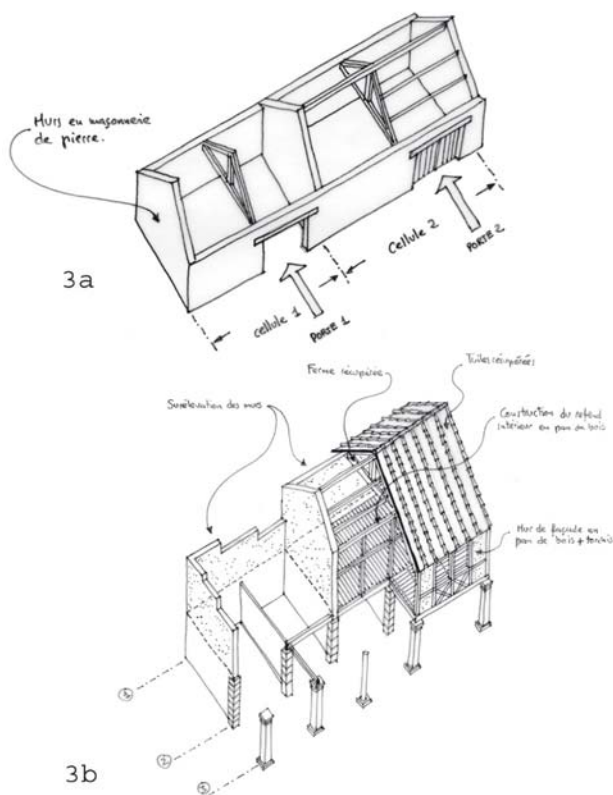 Murs en maçonnerie
de pierre.
3a
cellule 1
PORTE 1
cellule 2
PORTE 2
Surélévation des murs
Ferme récupérée
Tuiles récupérées
Construction du refend
intérieur en pan de bois
Mur de façade en
pan de bois + torchis
3b